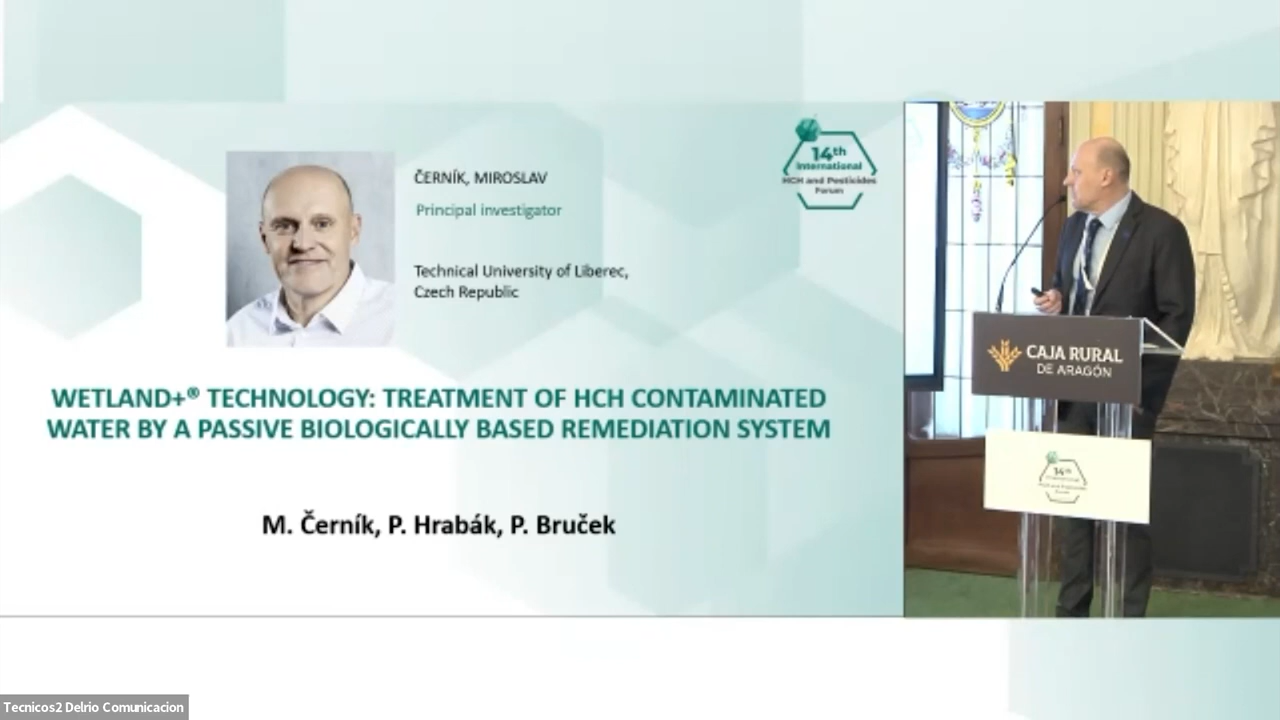 ČERNÍK, MIROSLAV
Principal investigator
Technical University of Liberec,
Czech Republic
14th
International
HCH and Pesticides
Forum
WETLAND+® TECHNOLOGY: TREATMENT OF HCH CONTAMINATED
WATER BY A PASSIVE BIOLOGICALLY BASED REMEDIATION SYSTEM
M. Černík, P. Hrabák, P. Bruček
CAJA RURAL
DE ARAGÓN
14th
Tecnicos2 Delrio Comunicacion